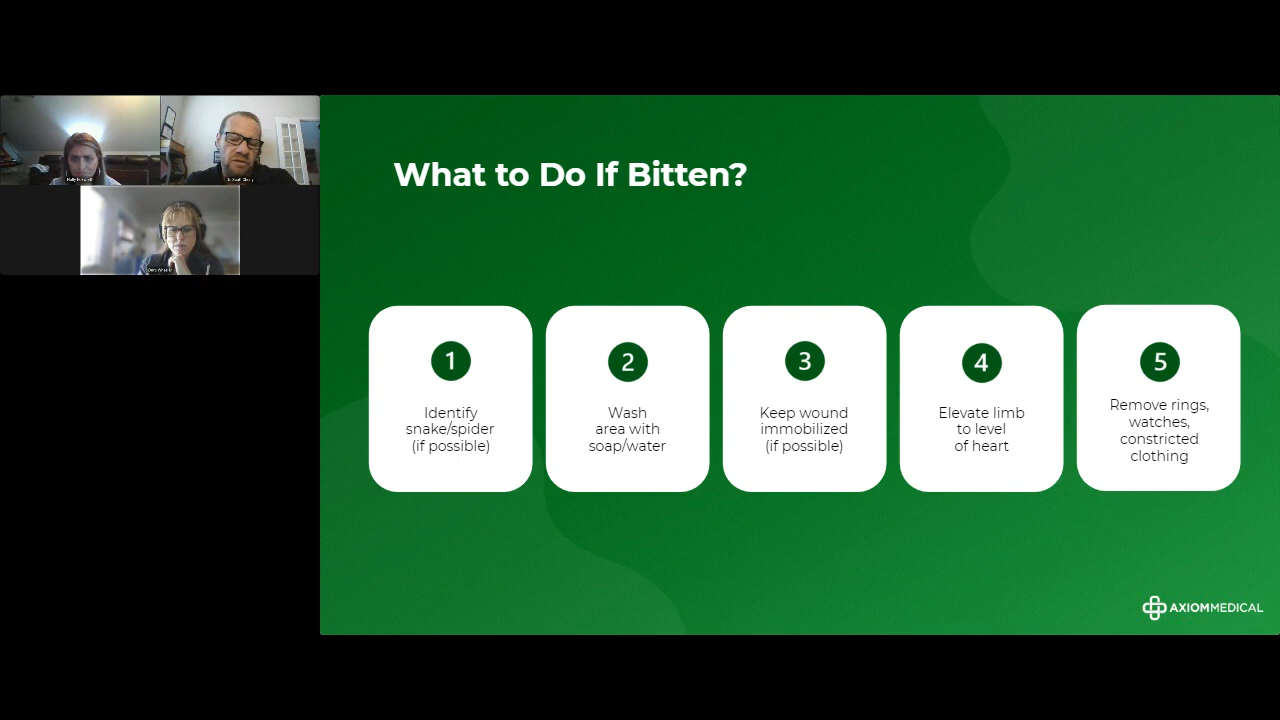 What to Do If Bitten?
1
Identify
snake/spider
(if possible)
2
Wash
area with
soap/water
3
Keep wound
immobilized
(if possible)
4
Elevate limb
to level
of heart
5
Remove rings,
watches,
constricted
clothing
AXIOMMEDICAL